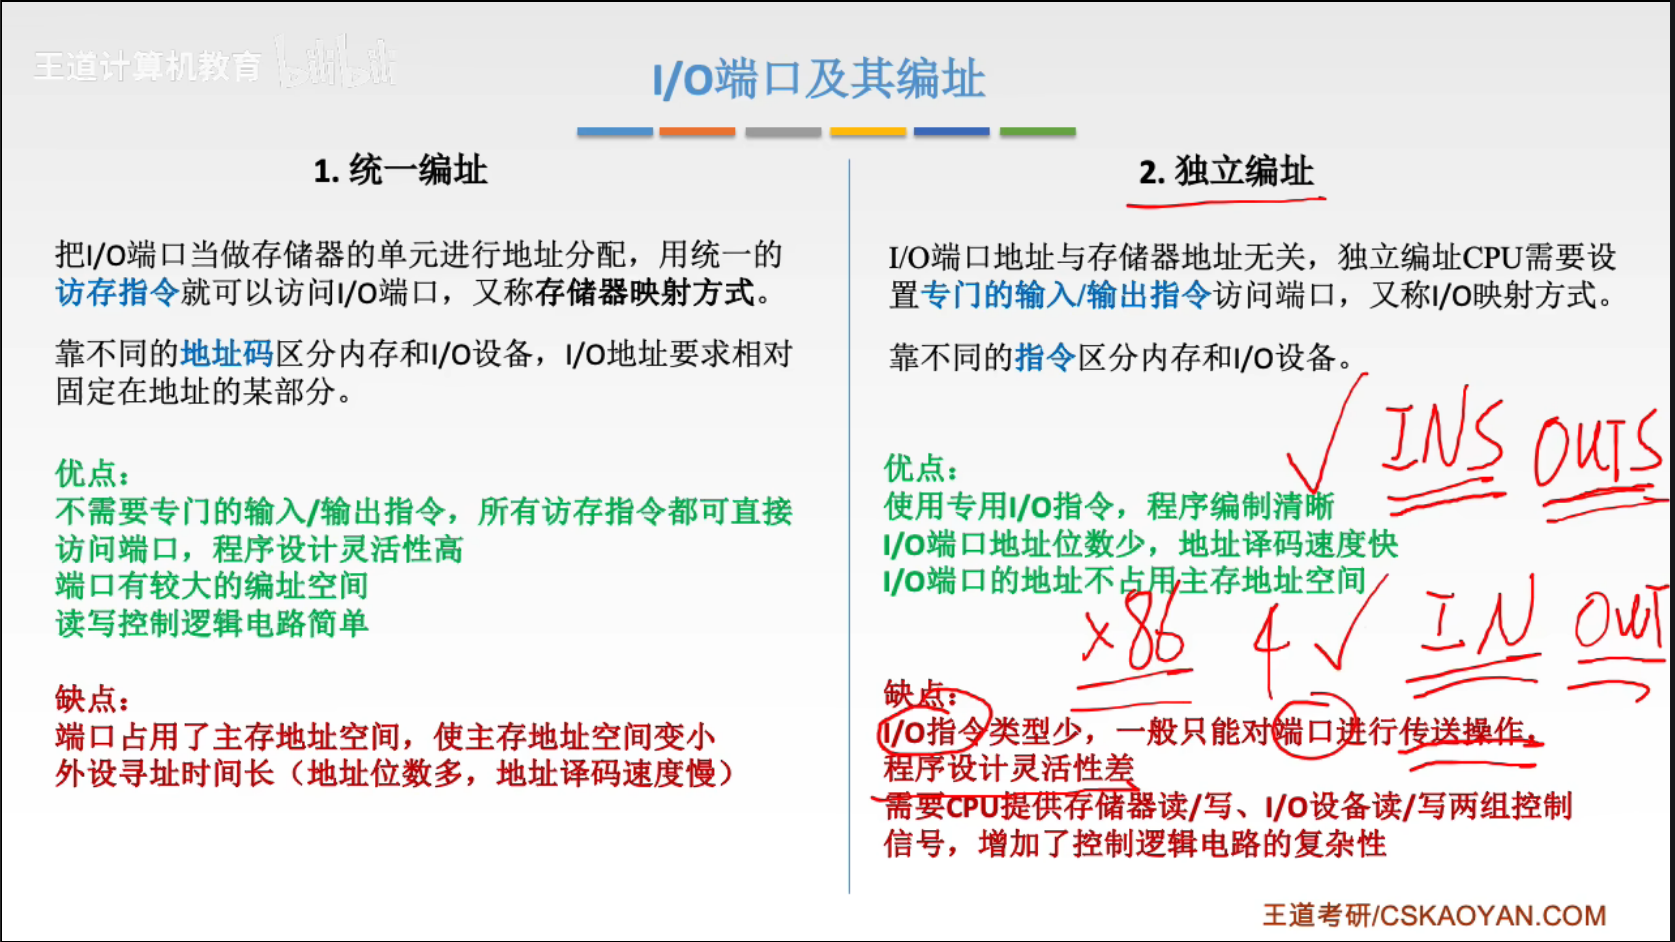 王道计算机教育 bilibili
I/O端口及其编址
1. 统一编址
把I/O端口当做存储器的单元进行地址分配，用统一的
访存指令就可以访问I/O端口，又称存储器映射方式。
靠不同的地址码区分内存和I/O设备，I/O地址要求相对
固定在地址的某部分。
优点：
不需要专门的输入/输出指令，所有访存指令都可直接
访问端口，程序设计灵活性高
端口有较大的编址空间
读写控制逻辑电路简单
缺点：
端口占用了主存地址空间，使主存地址空间变小
外设寻址时间长（地址位数多，地址译码速度慢）
2. 独立编址
I/O端口地址与存储器地址无关，独立编址CPU需要设
置专门的输入/输出指令访问端口，又称I/O映射方式。
靠不同的指令区分内存和I/O设备。
INS OUTS
优点：
使用专用I/O指令，程序编制清晰
I/O端口地址位数少，地址译码速度快
I/O端口的地址不占用主存地址空间
x86 4 IN OUT
缺点：
I/O指令类型少，一般只能对端口进行传送操作，
程序设计灵活性差
需要CPU提供存储器读/写、I/O设备读/写两组控制
信号，增加了控制逻辑电路的复杂性
王道考研/CSKAOYAN.COM